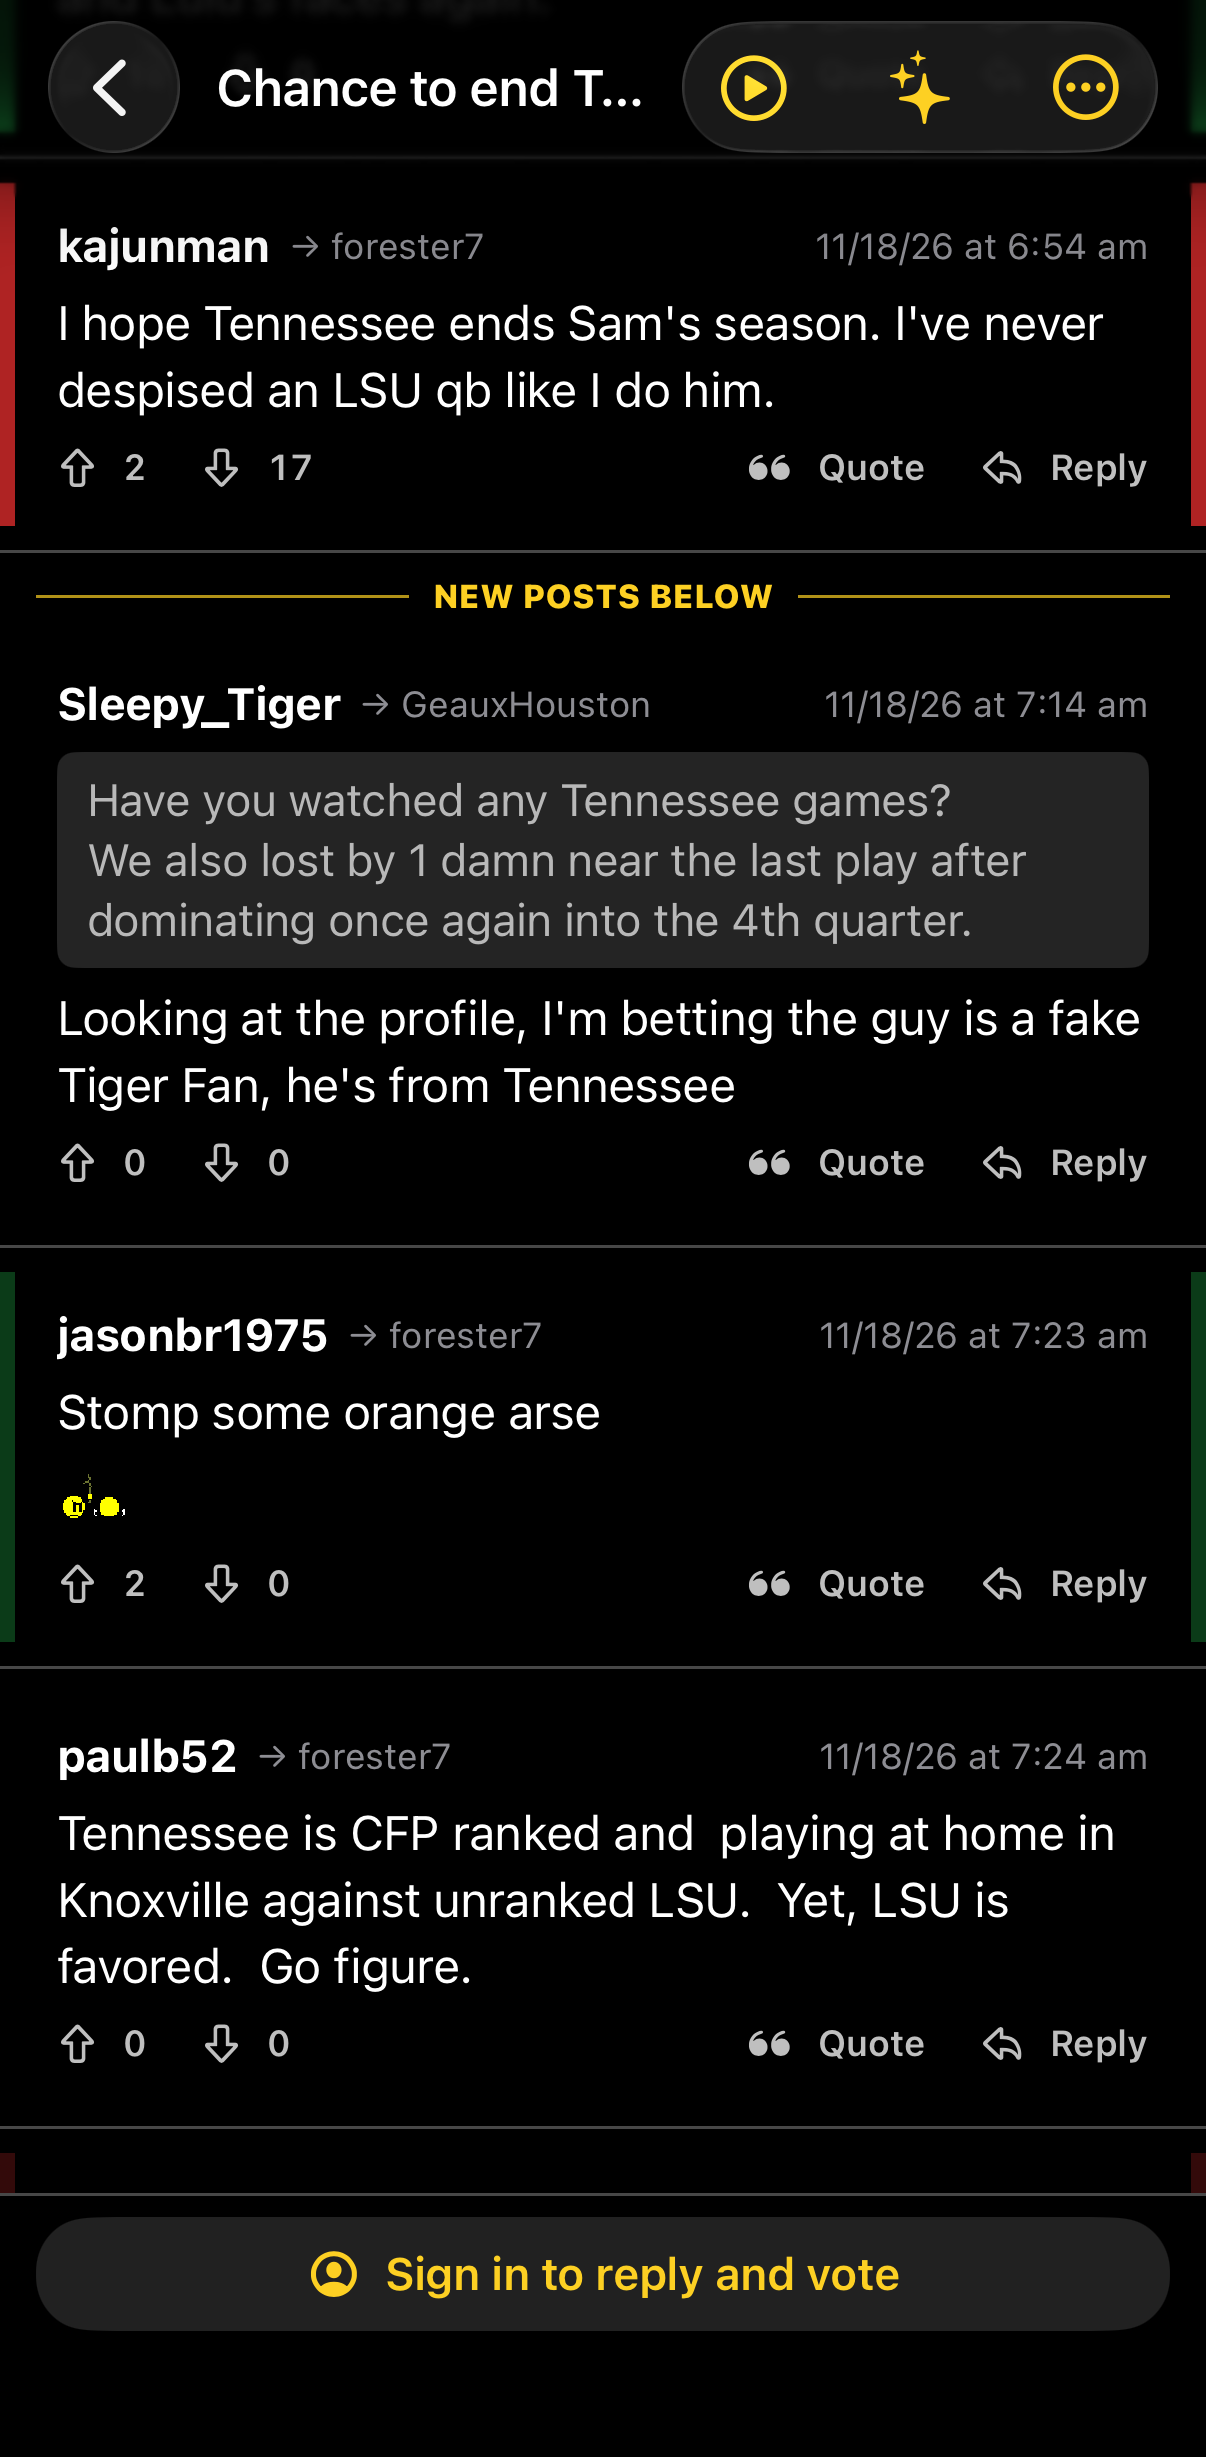 Chance to end T...
kajunman → forester7 11/18/26 at 6:54 am
I hope Tennessee ends Sam's season. I've never
despised an LSU qb like I do him.
2 17 Quote Reply
NEW POSTS BELOW
Sleepy_Tiger → GeauxHouston 11/18/26 at 7:14 am
Have you watched any Tennessee games?
We also lost by 1 damn near the last play after
dominating once again into the 4th quarter.
Looking at the profile, I'm betting the guy is a fake
Tiger Fan, he's from Tennessee
0 0 Quote Reply
jasonbr1975 → forester7 11/18/26 at 7:23 am
Stomp some orange arse
2 0 Quote Reply
paulb52 → forester7 11/18/26 at 7:24 am
Tennessee is CFP ranked and  playing at home in
Knoxville against unranked LSU.  Yet, LSU is
favored.  Go figure.
0 0 Quote Reply
Sign in to reply and vote